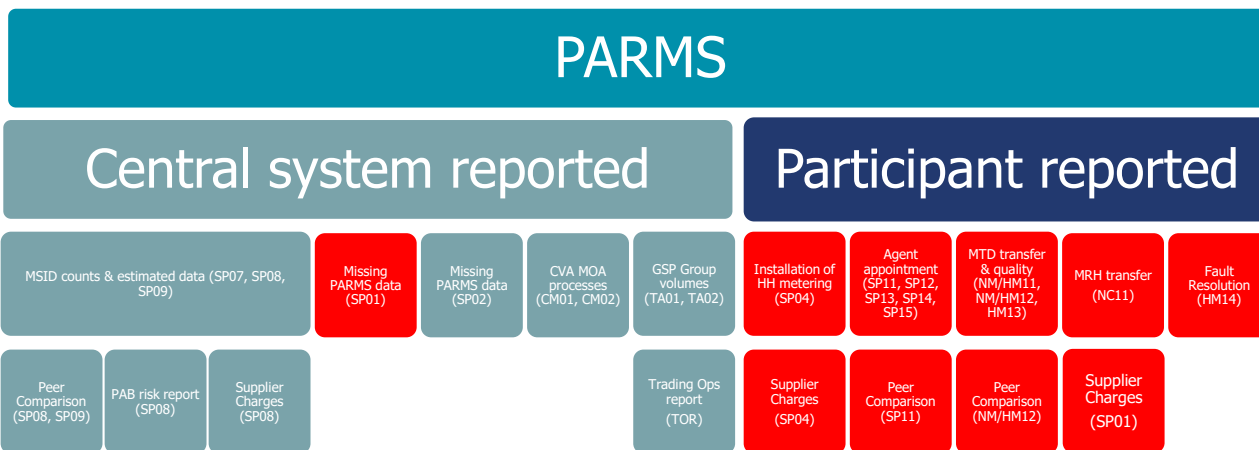 PARMS
Central system reported
Participant reported
MSID counts & estimated data (SP07, SP08,
SP09)
Missing
PARMS data
(SP01)
Missing
PARMS data
(SP02)
CVA MOA
processes
(CM01, CM02)
GSP Group
volumes
(TA01, TA02)
Installation of
HH metering
(SP04)
Agent
appointment
(SP11, SP12,
SP13, SP14,
SP15)
MTD transfer
& quality
(NM/HM11,
NM/HM12,
HM13)
MRH transfer
(NC11)
Fault
Resolution
(HM14)
Peer
Comparison
(SP08, SP09)
PAB risk report
(SP08)
Supplier
Charges
(SP08)
Trading Ops
report
(TOR)
Supplier
Charges
(SP04)
Peer
Comparison
(SP11)
Peer
Comparison
(NM/HM12)
Supplier
Charges
(SP01)